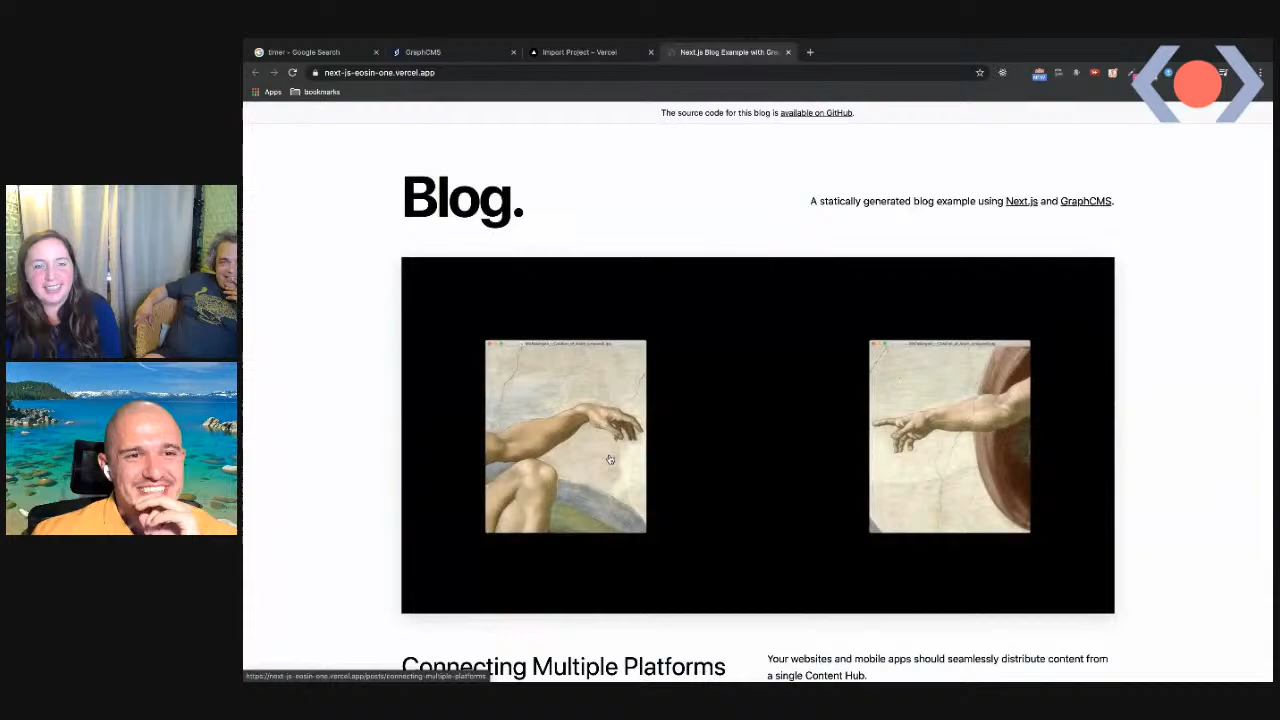 timer - Google Search
GraphCMS
Import Project – Vercel
Next.js Blog Example with Gra
next-js-eosin-one.vercel.app
Apps
bookmarks
The source code for this blog is available on GitHub.
Blog.
A statically generated blog example using Next.js and GraphCMS.
Connecting Multiple Platforms
Your websites and mobile apps should seamlessly distribute content from
a single Content Hub.
https://next-js-eosin-one.vercel.app/posts/connecting-multiple-platforms